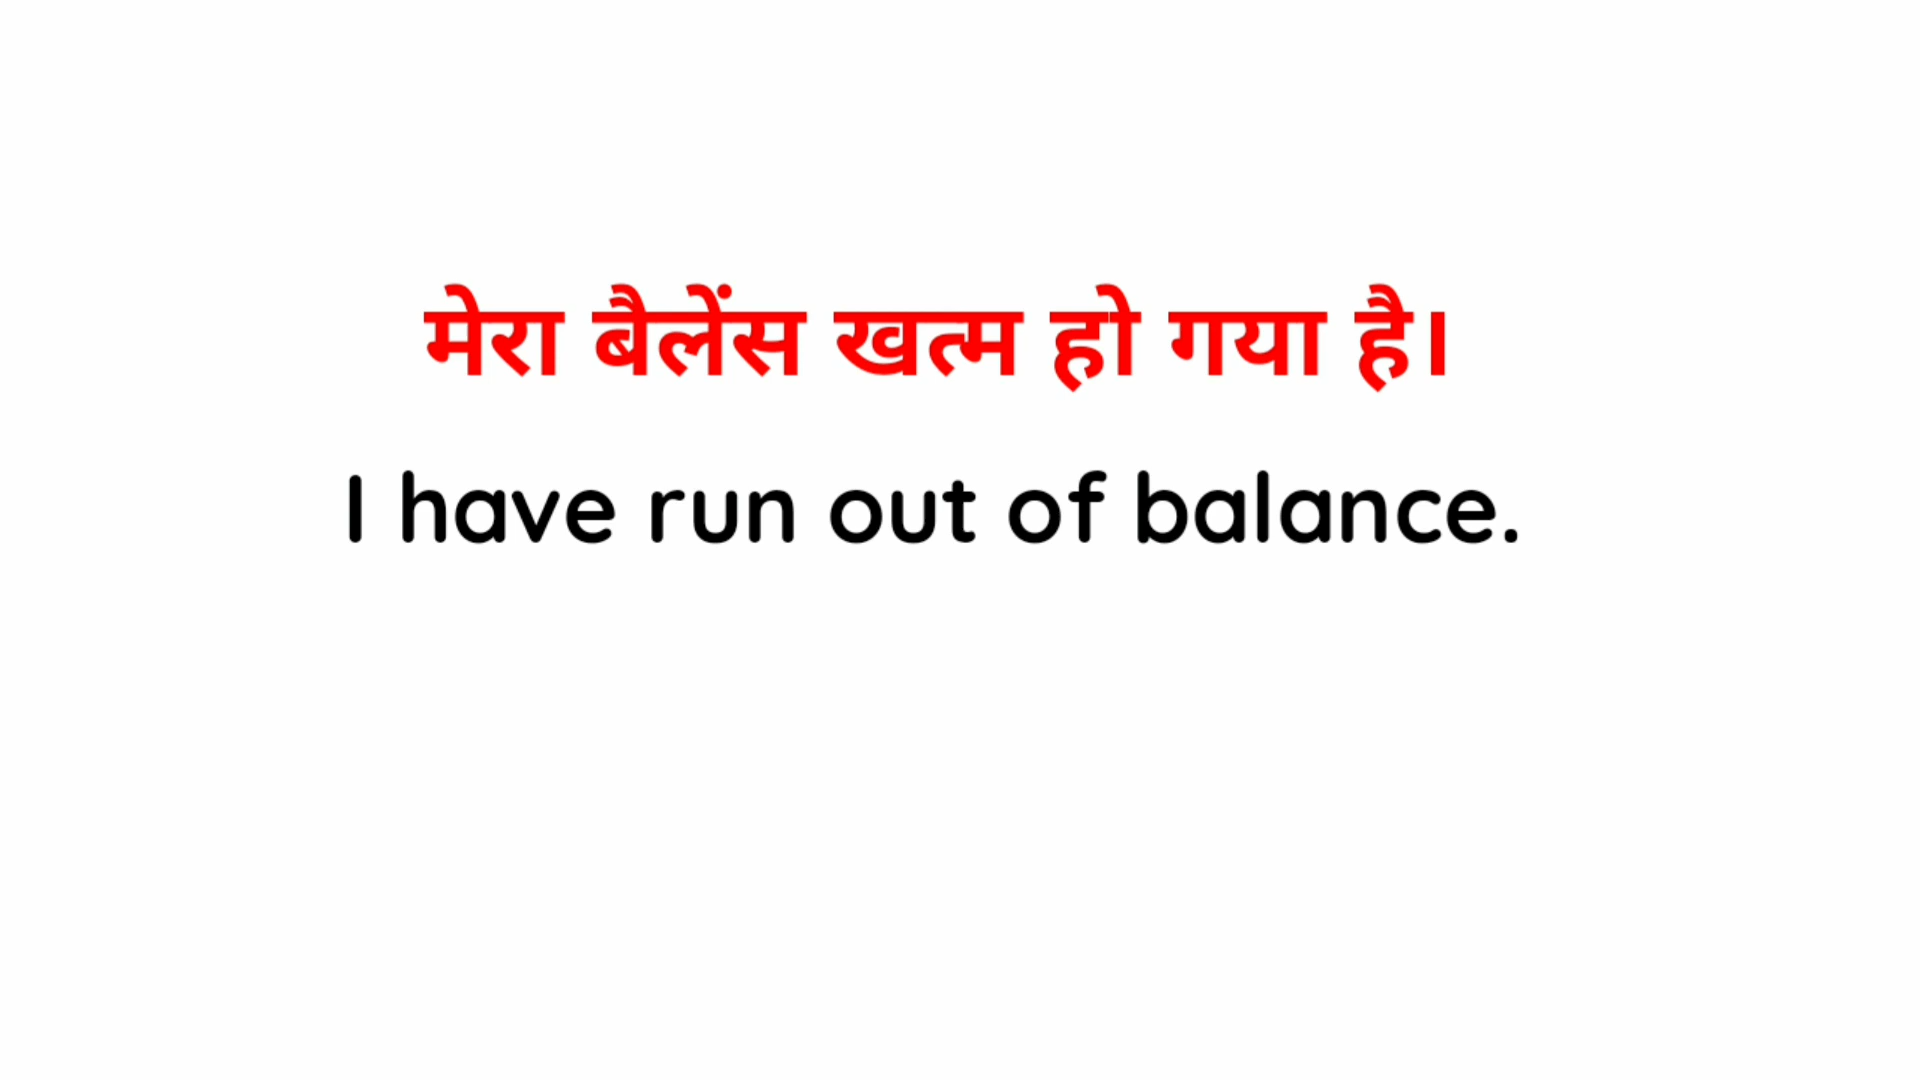 मेरा बैलेंस खत्म हो गया है।
I have run out of balance.